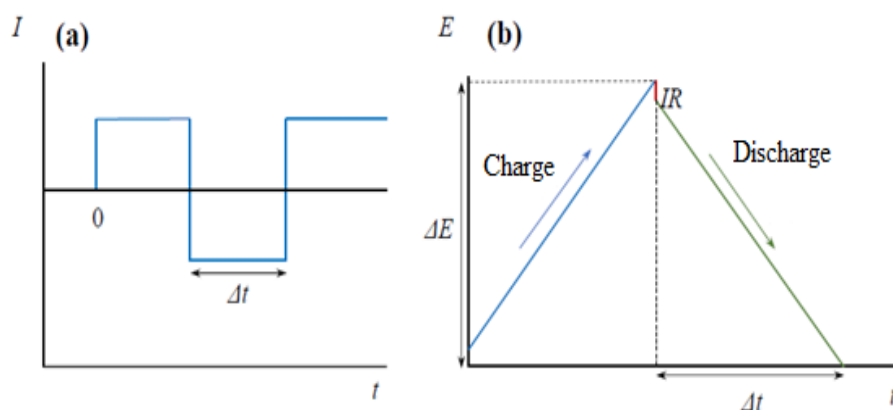 I (a)
0
Δt
t
E (b)
IR
Charge
Discharge
ΔE
Δt
t